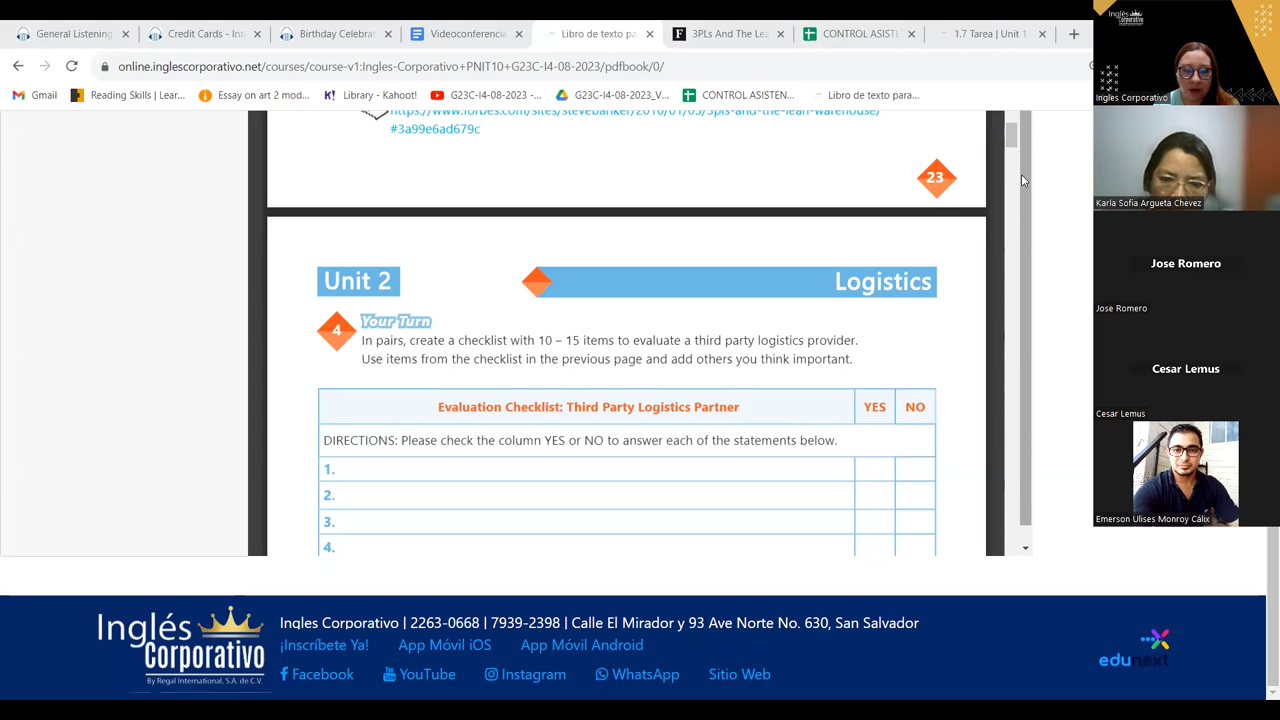 General Listening
Credit Cards - Int
Birthday Celebrat
Videoconferencia
Libro de texto pa
3PLs And The Lea
CONTROL ASIST
1.7 Tarea | Unit 1
online.inglescorporativo.net/courses/course-v1:Ingles-Corporativo+PNIT10+G23C-I4-08-2023/pdfbook/0/
Gmail
Reading Skills | Lear...
Essay on art 2 mod...
Library - Kahoot
G23C-I4-08-2023 -...
G23C-I4-08-2023_V...
CONTROL ASISTEN...
Libro de texto para...
https://www.forbes.com/sites/stevebanker/2016/01/05/3pls-and-the-lean-warehouse/
#3a99e6ad679c
23
Unit 2
Logistics
4
Your Turn
In pairs, create a checklist with 10 – 15 items to evaluate a third party logistics provider.
Use items from the checklist in the previous page and add others you think important.
Evaluation Checklist: Third Party Logistics Partner
YES
NO
DIRECTIONS: Please check the column YES or NO to answer each of the statements below.
1.
2.
3.
4.
Inglés
Corporativo
Ingles Corporativo
Karla Sofia Argueta Chevez
Jose Romero
Jose Romero
Cesar Lemus
Cesar Lemus
Emerson Ulises Monroy Cálix
Inglés
Corporativo
By Regal International, S.A. de C.V.
Ingles Corporativo | 2263-0668 | 7939-2398 | Calle El Mirador y 93 Ave Norte No. 630, San Salvador
¡Inscríbete Ya!
App Móvil iOS
App Móvil Android
Facebook
YouTube
Instagram
WhatsApp
Sitio Web
edunext